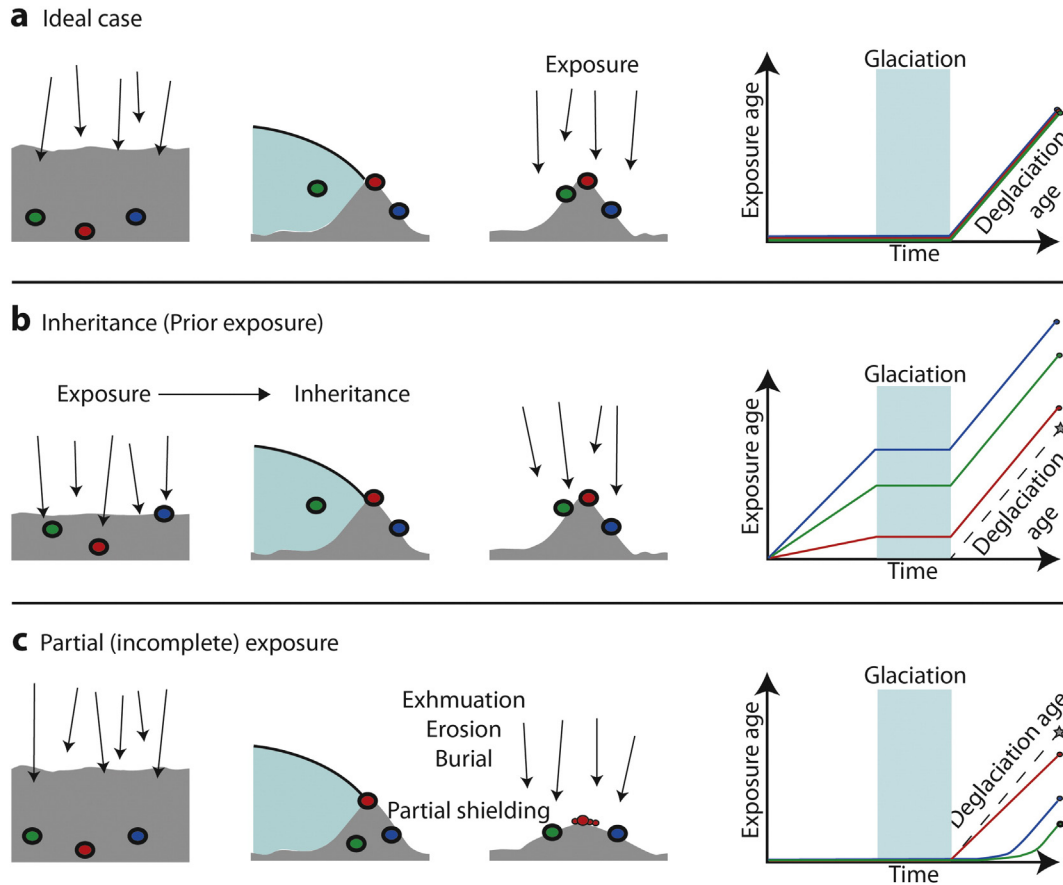 a Ideal case
Exposure
Glaciation
Exposure age
Deglaciation
age
Time
b Inheritance (Prior exposure)
Exposure
Inheritance
Glaciation
Exposure age
Deglaciation
age
Time
c Partial (incomplete) exposure
Exhmuation
Erosion
Burial
Partial shielding
Glaciation
Exposure age
Deglaciation age
Time